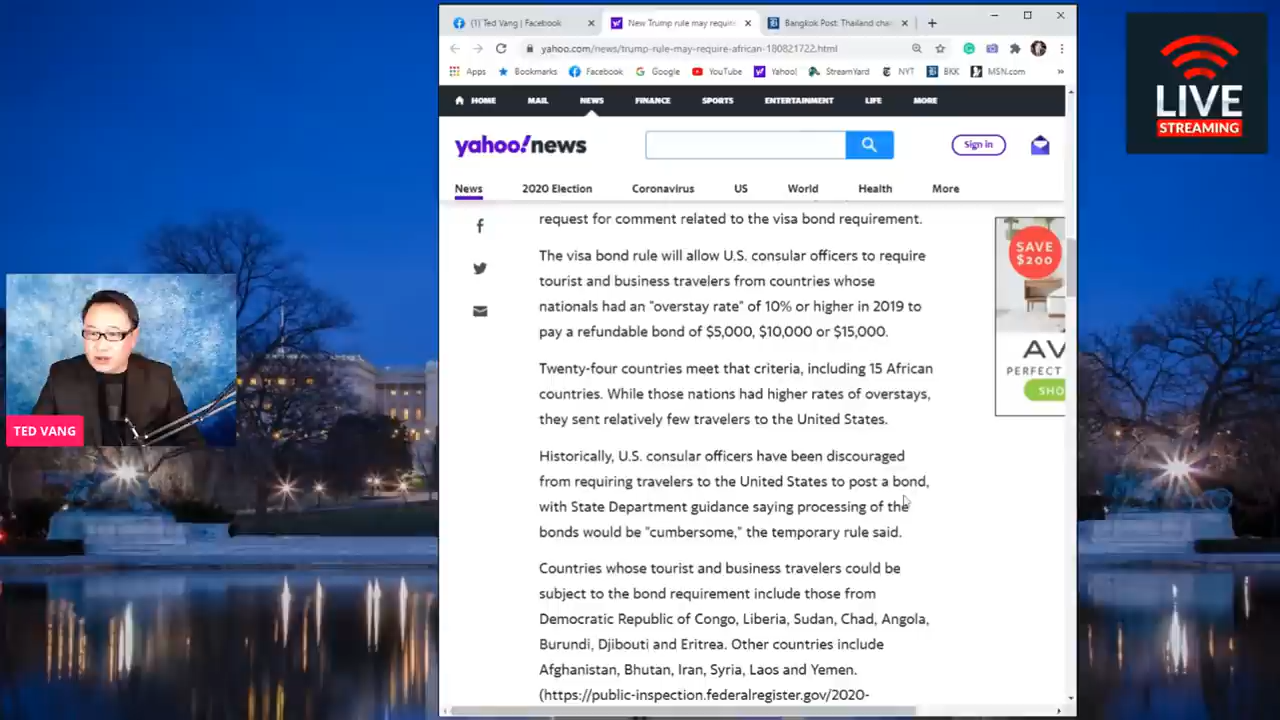 (1) Ted Vang | Facebook
New Trump rule may requir
Bangkok Post: Thailand cha
yahoo.com/news/trump-rule-may-require-african-180821722.html
Apps
Bookmarks
Facebook
Google
YouTube
Yahoo!
StreamYard
NYT
BKK
MSN.com
HOME
MAIL
NEWS
FINANCE
SPORTS
ENTERTAINMENT
LIFE
MORE
yahoo!news
Sign in
News
2020 Election
Coronavirus
US
World
Health
More
request for comment related to the visa bond requirement.
The visa bond rule will allow U.S. consular officers to require
tourist and business travelers from countries whose
nationals had an "overstay rate" of 10% or higher in 2019 to
pay a refundable bond of $5,000, $10,000 or $15,000.
Twenty-four countries meet that criteria, including 15 African
countries. While those nations had higher rates of overstays,
they sent relatively few travelers to the United States.
Historically, U.S. consular officers have been discouraged
from requiring travelers to the United States to post a bond,
with State Department guidance saying processing of the
bonds would be "cumbersome," the temporary rule said.
Countries whose tourist and business travelers could be
subject to the bond requirement include those from
Democratic Republic of Congo, Liberia, Sudan, Chad, Angola,
Burundi, Djibouti and Eritrea. Other countries include
Afghanistan, Bhutan, Iran, Syria, Laos and Yemen.
(https://public-inspection.federalregister.gov/2020-
SAVE
$200
AV
PERFECT
SHO
LIVE
STREAMING
TED VANG